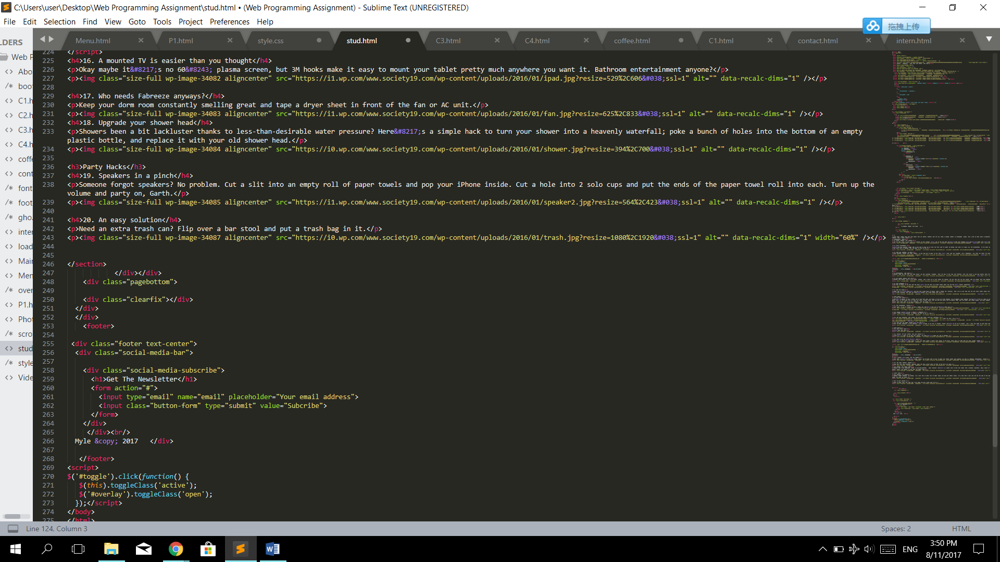 C:\Users\user\Desktop\Web Programming Assignment\stud.html • (Web Programming Assignment) - Sublime Text (UNREGISTERED)
File Edit Selection Find View Goto Tools Project Preferences Help
拖拽上传
LDERS
Menu.html P1.html style.css stud.html C3.html C4.html coffee.html C1.html contact.html intern.html
Web P
<> Abo
/* boot
<> C1.h
<> C2.h
<> C3.h
<> C4.h
<> coffe
<> cont
/* font
/* foot
/* gho.
<> inter
<> load
<> Mair
<> Men
/* over
<> P1.h
<> Phot
/* scro
<> stud
/* style
<> Vide
224 </script>
225 <h4>16. A mounted TV is easier than you thought</h4>
226 <p>Okay maybe it&#8217;s no 60&#8243; plasma screen, but 3M hooks make it easy to mount your tablet pretty much anywhere you want it. Bathroom entertainment anyone?</p>
227 <p><img class="size-full wp-image-34082 aligncenter" src="https://i1.wp.com/www.society19.com/wp-content/uploads/2016/01/ipad.jpg?resize=529%2C606&#038;ssl=1" alt="" data-recalc-dims="1" /></p>
228
229 <h4>17. Who needs Fabreeze anyways?</h4>
230 <p>Keep your dorm room constantly smelling great and tape a dryer sheet in front of the fan or AC unit.</p>
231 <p><img class="size-full wp-image-34083 aligncenter" src="https://i1.wp.com/www.society19.com/wp-content/uploads/2016/01/fan.jpg?resize=625%2C833&#038;ssl=1" alt="" data-recalc-dims="1" /></p>
232 <h4>18. Upgrade your shower head</h4>
233 <p>Showers been a bit lackluster thanks to less-than-desirable water pressure? Here&#8217;s a simple hack to turn your shower into a heavenly waterfall; poke a bunch of holes into the bottom of an empty
plastic bottle, and replace it with your old shower head.</p>
234 <p><img class="size-full wp-image-34084 aligncenter" src="https://i0.wp.com/www.society19.com/wp-content/uploads/2016/01/shower.jpg?resize=394%2C700&#038;ssl=1" alt="" data-recalc-dims="1" /></p>
235
236 <h3>Party Hacks</h3>
237 <h4>19. Speakers in a pinch</h4>
238 <p>Someone forgot speakers? No problem. Cut a slit into an empty roll of paper towels and pop your iPhone inside. Cut a hole into 2 solo cups and put the ends of the paper towel roll into each. Turn up the
volume and party on, Garth.</p>
239 <p><img class="size-full wp-image-34085 aligncenter" src="https://i1.wp.com/www.society19.com/wp-content/uploads/2016/01/speaker2.jpg?resize=564%2C423&#038;ssl=1" alt="" data-recalc-dims="1" /></p>
240
241 <h4>20. An easy solution</h4>
242 <p>Need an extra trash can? Flip over a bar stool and put a trash bag in it.</p>
243 <p><img class="size-full wp-image-34087 aligncenter" src="https://i0.wp.com/www.society19.com/wp-content/uploads/2016/01/trash.jpg?resize=1080%2C1920&#038;ssl=1" alt="" data-recalc-dims="1" width="60%" /></p>
244
245
246 </section>
247 </div></div>
248 <div class="pagebottom">
249
250 <div class="clearfix"></div>
251 </div>
252 </div>
253 <footer>
254
255 <div class="footer text-center">
256 <div class="social-media-bar">
257
258 <div class="social-media-subscribe">
259 <h1>Get The Newsletter</h1>
260 <form action="#">
261 <input type="email" name="email" placeholder="Your email address">
262 <input class="button-form" type="submit" value="Subcribe">
263 </form>
264 </div>
265 </div><br/>
266 Myle &copy; 2017 </div>
267
268 </footer>
269 <script>
270 $('#toggle').click(function() {
271 $(this).toggleClass('active');
272 $('#overlay').toggleClass('open');
273 });</script>
274 </body>
275 </html>
Line 124, Column 3 Spaces: 2 HTML
ENG 3:50 PM
8/11/2017